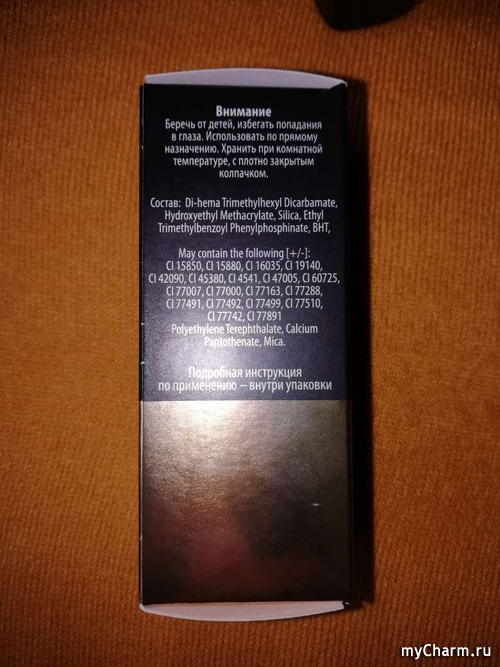 Внимание
Беречь от детей, избегать попадания
в глаза. Использовать по прямому
назначению. Хранить при комнатной
температуре, с плотно закрытым
колпачком.
Состав: Di-hema Trimethylhexyl Dicarbamate,
Hydroxyethyl Methacrylate, Silica, Ethyl
Trimethylbenzoyl Phenylphosphinate, BHT,
May contain the following [+/-]:
CI 15850, CI 15880, CI 16035, CI 19140,
CI 42090, CI 45380, CI 4541, CI 47005, CI 60725,
CI 77007, CI 77000, CI 77163, CI 77288,
CI 77491, CI 77492, CI 77499, CI 77510,
CI 77742, CI 77891
Polyethylene Terephthalate, Calcium
Pantothenate, Mica.
Подробная инструкция
по применению – внутри упаковки
myCharm.ru